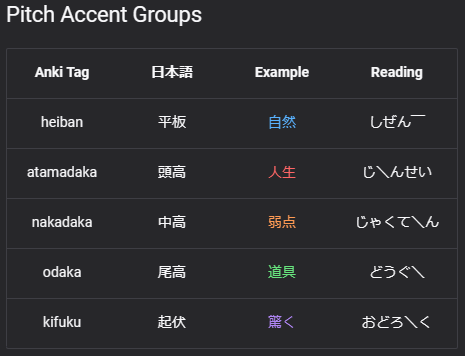 Pitch Accent Groups
Anki Tag 日本語 Example Reading
heiban 平板 自然 しぜん￣
atamadaka 頭高 人生 じ＼んせい
nakadaka 中高 弱点 じゃくて＼ん
odaka 尾高 道具 どうぐ＼
kifuku 起伏 驚く おどろ＼く